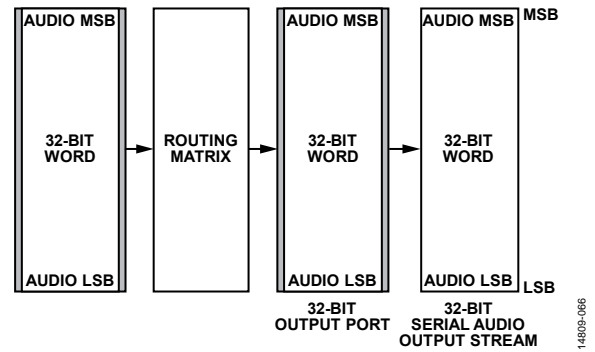 AUDIO MSB
32-BIT
WORD
AUDIO LSB
ROUTING
MATRIX
AUDIO MSB
32-BIT
WORD
AUDIO LSB
32-BIT
OUTPUT PORT
AUDIO MSB
32-BIT
WORD
AUDIO LSB
MSB
LSB
32-BIT
SERIAL AUDIO
OUTPUT STREAM
14809-066